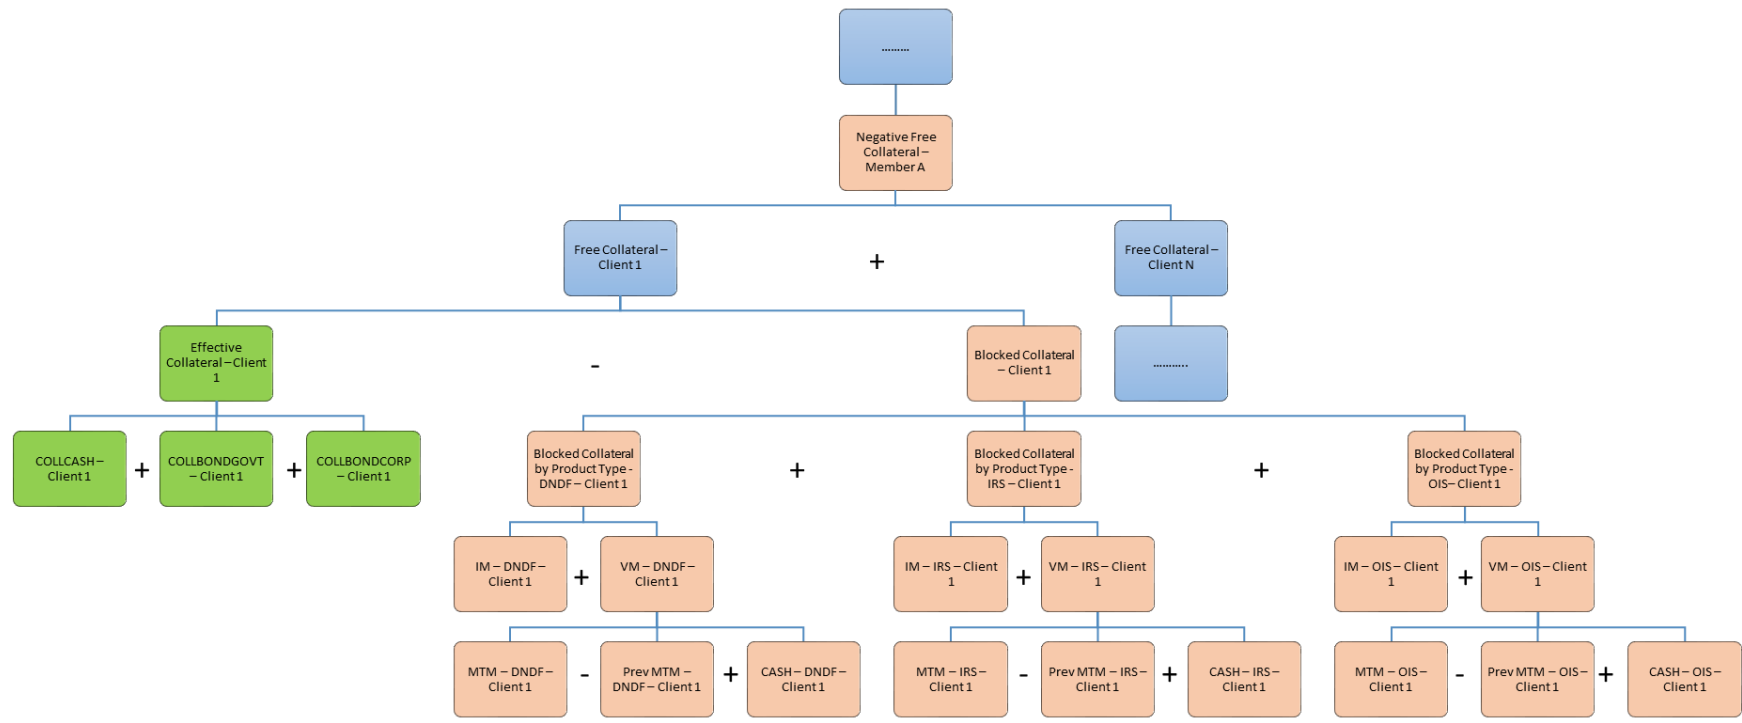 .........
Negative Free
Collateral –
Member A
Free Collateral –
Client 1
+
Free Collateral –
Client N
Effective
Collateral – Client
1
-
Blocked Collateral
– Client 1
...........
COLLCASH –
Client 1
+
COLLBONDGOVT
– Client 1
+
COLLBONDCORP
– Client 1
Blocked Collateral
by Product Type -
DNDF – Client 1
+
Blocked Collateral
by Product Type -
IRS – Client 1
+
Blocked Collateral
by Product Type -
OIS– Client 1
IM – DNDF –
Client 1
+
VM – DNDF –
Client 1
IM – IRS – Client
1
+
VM – IRS – Client
1
IM – OIS – Client
1
+
VM – OIS – Client
1
MTM – DNDF –
Client 1
-
Prev MTM –
DNDF – Client 1
+
CASH – DNDF –
Client 1
MTM – IRS –
Client 1
-
Prev MTM – IRS –
Client 1
+
CASH – IRS –
Client 1
MTM – OIS –
Client 1
-
Prev MTM – OIS –
Client 1
+
CASH – OIS –
Client 1